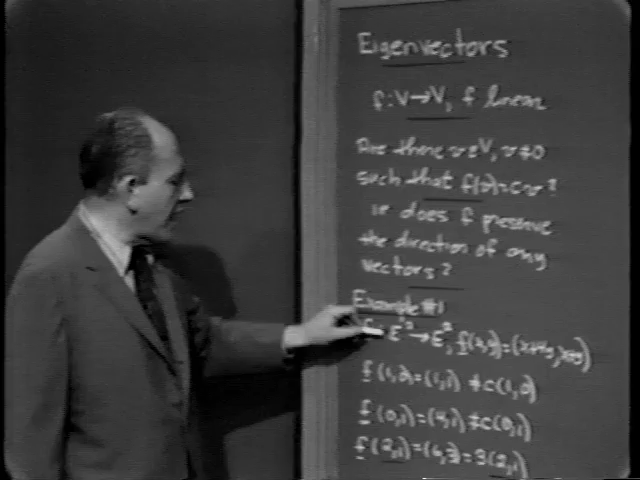 Eigenvectors
f: V→V, f linear
Are there v∈V, v≠0
such that f(v)=cv?
ie does f preserve
the direction of any
vectors?
Example #1
E²→E², f(x,y)=(x+4y,x+y)
f(1,2)=(1,1) ≠c(1,2)
f(0,1)=(4,1)≠c(0,1)
f(2,1)=(6,3)=3(2,1)